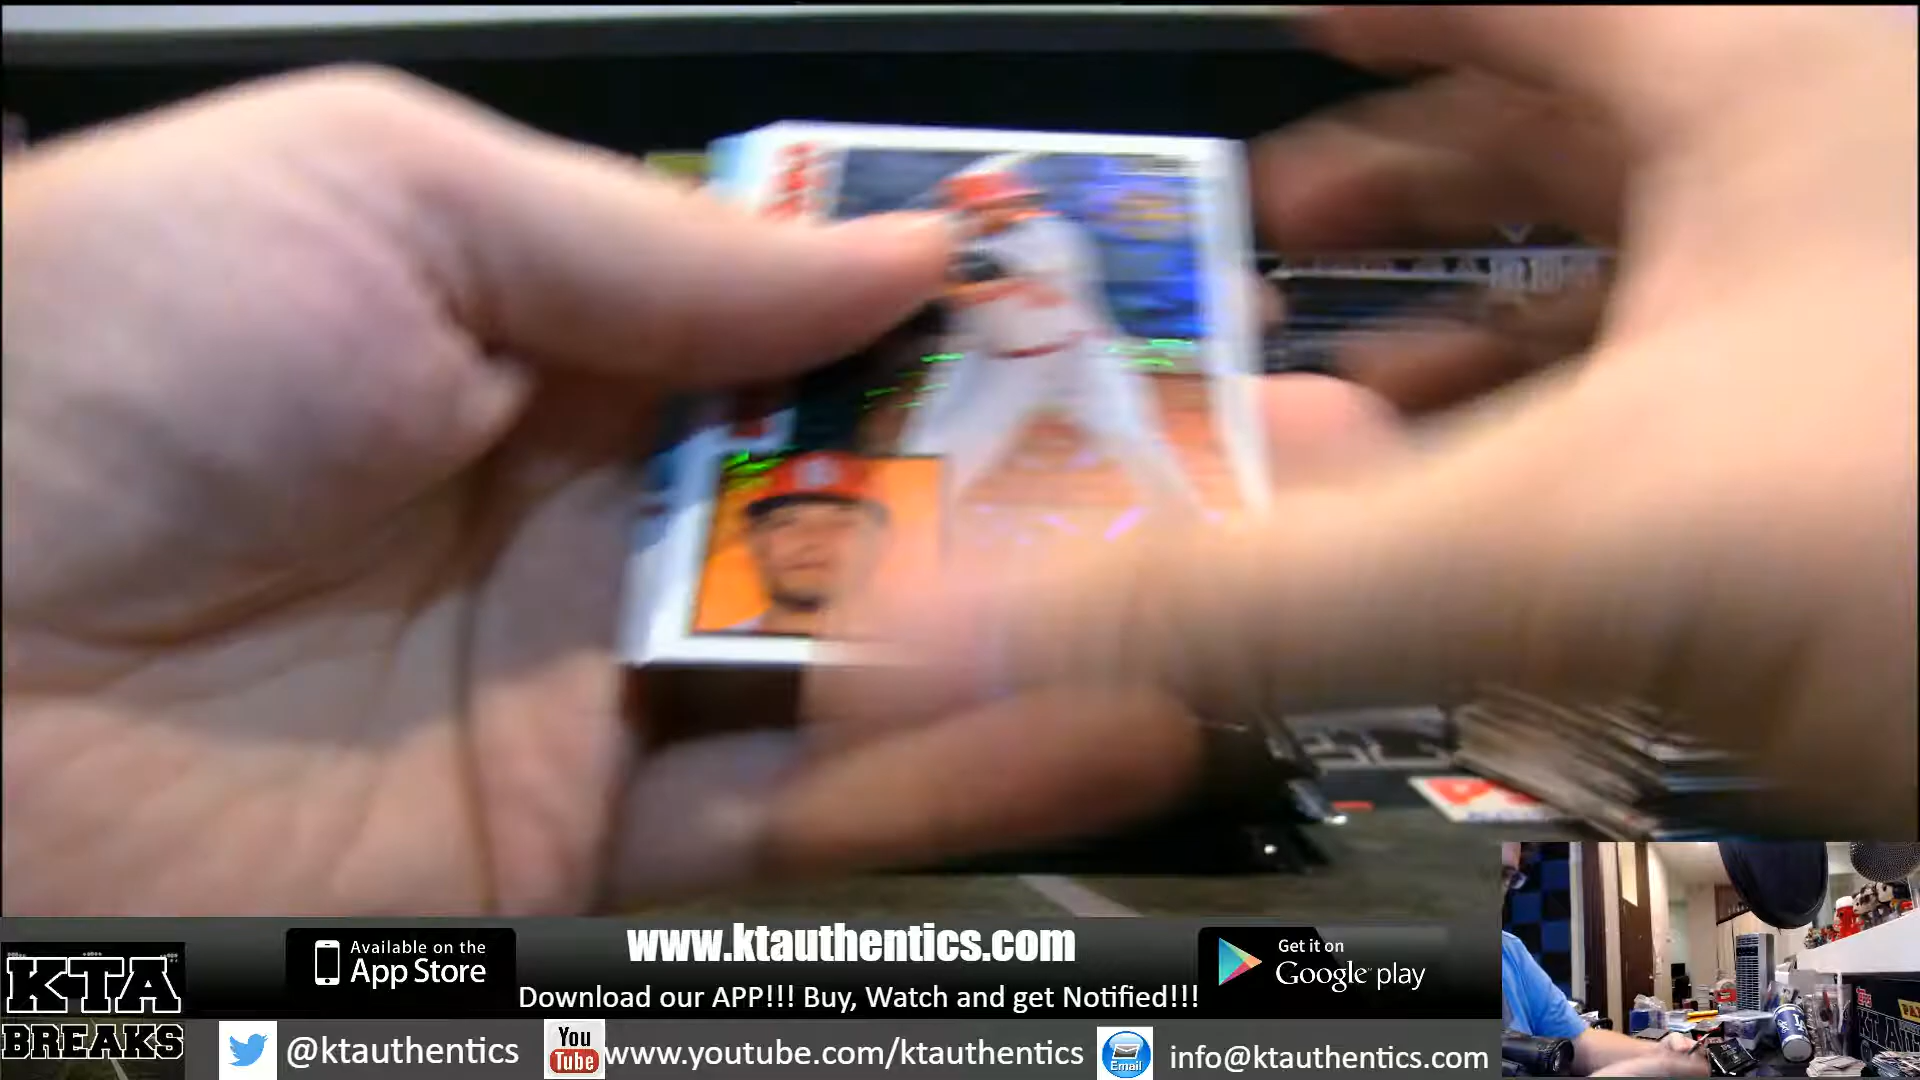 www.ktauthentics.com
Available on the
App Store
Get it on
Google play
Download our APP!!! Buy, Watch and get Notified!!!
KTA
BREAKS
@ktauthentics
You
Tube
www.youtube.com/ktauthentics
Email
info@ktauthentics.com